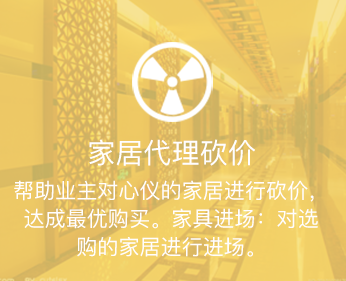 家居代理砍价
帮助业主对心仪的家居进行砍价，
达成最优购买。家具进场：对选
购的家居进行进场。